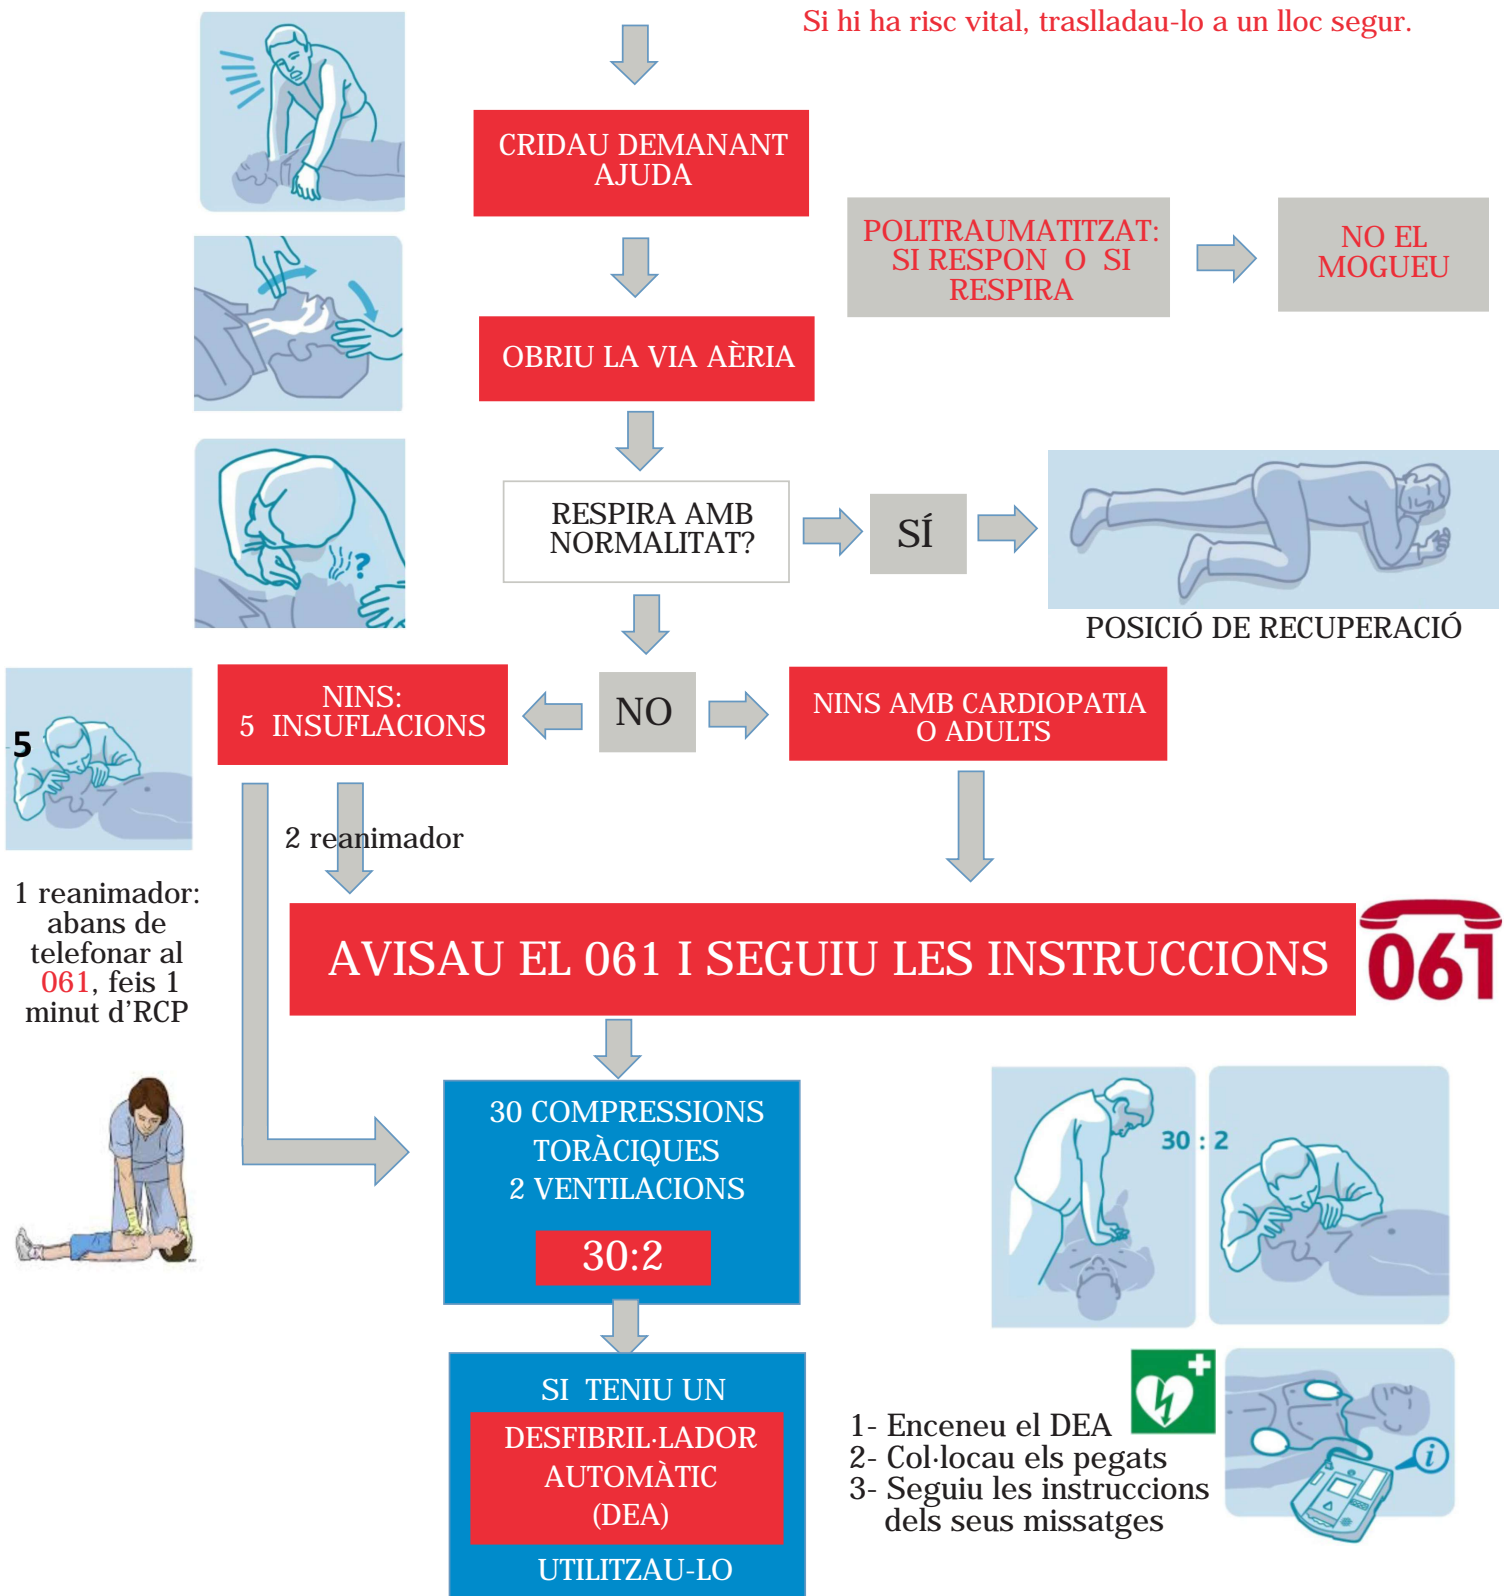 Si hi ha risc vital, traslladau-lo a un lloc segur.
CRIDAU DEMANANT
AJUDA
POLITRAUMATITZAT:
SI RESPON O SI
RESPIRA
NO EL
MOGUEU
OBRIU LA VIA AÈRIA
RESPIRA AMB
NORMALITAT?
SÍ
?
POSICIÓ DE RECUPERACIÓ
NINS:
5 INSUFLACIONS
NO
NINS AMB CARDIOPATIA
O ADULTS
5
2 reanimador
1 reanimador:
abans de
telefonar al
061, feis 1
minut d’RCP
AVISAU EL 061 I SEGUIU LES INSTRUCCIONS
061
30 COMPRESSIONS
TORÀCIQUES
2 VENTILACIONS
30:2
30 : 2
SI TENIU UN
DESFIBRIL·LADOR
AUTOMÀTIC
(DEA)
UTILITZAU-LO
1- Enceneu el DEA
2- Col·locau els pegats
3- Seguiu les instruccions
dels seus missatges
i